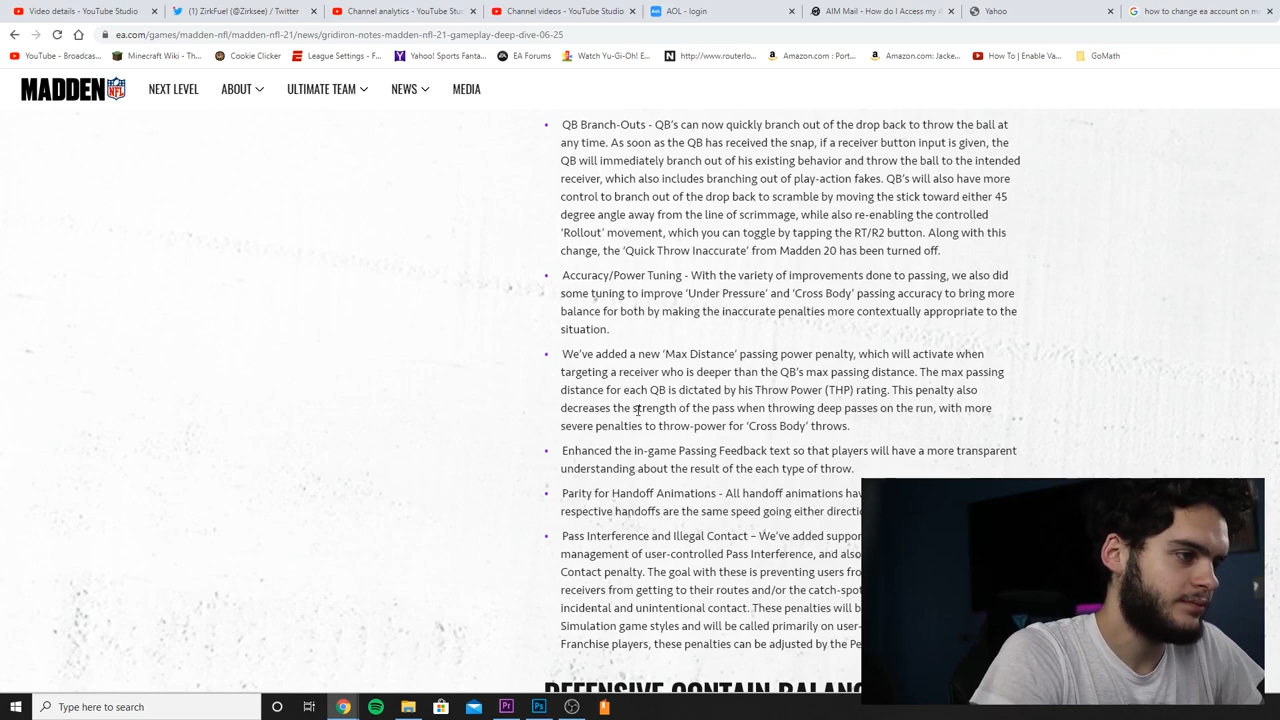 Video details - YouTube Studio
(1) ZirkFuel (@Zirksee) / Twitter
Channel analytics - YouTube Stud
Channel videos - YouTube Studio
AOL - login
AIM Mail - How do I Access my
Yahoo
how to change ea account on m
ea.com/games/madden-nfl/madden-nfl-21/news/gridiron-notes-madden-nfl-21-gameplay-deep-dive-06-25
YouTube - Broadcas... Minecraft Wiki - Th... Cookie Clicker League Settings - F... Yahoo! Sports Fanta... EA Forums Watch Yu-Gi-Oh! E... http://www.routerlo... Amazon.com : Port... Amazon.com: Jacke... How To | Enable Va... GoMath
MADDEN NFL NEXT LEVEL ABOUT ULTIMATE TEAM NEWS MEDIA
• QB Branch-Outs - QB's can now quickly branch out of the drop back to throw the ball at
any time. As soon as the QB has received the snap, if a receiver button input is given, the
QB will immediately branch out of his existing behavior and throw the ball to the intended
receiver, which also includes branching out of play-action fakes. QB's will also have more
control to branch out of the drop back to scramble by moving the stick toward either 45
degree angle away from the line of scrimmage, while also re-enabling the controlled
'Rollout' movement, which you can toggle by tapping the RT/R2 button. Along with this
change, the 'Quick Throw Inaccurate' from Madden 20 has been turned off.
• Accuracy/Power Tuning - With the variety of improvements done to passing, we also did
some tuning to improve 'Under Pressure' and 'Cross Body' passing accuracy to bring more
balance for both by making the inaccurate penalties more contextually appropriate to the
situation.
• We've added a new 'Max Distance' passing power penalty, which will activate when
targeting a receiver who is deeper than the QB's max passing distance. The max passing
distance for each QB is dictated by his Throw Power (THP) rating. This penalty also
decreases the strength of the pass when throwing deep passes on the run, with more
severe penalties to throw-power for 'Cross Body' throws.
• Enhanced the in-game Passing Feedback text so that players will have a more transparent
understanding about the result of the each type of throw.
• Parity for Handoff Animations - All handoff animations hav
respective handoffs are the same speed going either directi
• Pass Interference and Illegal Contact – We've added suppor
management of user-controlled Pass Interference, and also
Contact penalty. The goal with these is preventing users fro
receivers from getting to their routes and/or the catch-spot
incidental and unintentional contact. These penalties will b
Simulation game styles and will be called primarily on user-
Franchise players, these penalties can be adjusted by the Pe
DEFENSIVE CONTAIN BALANC
Type here to search